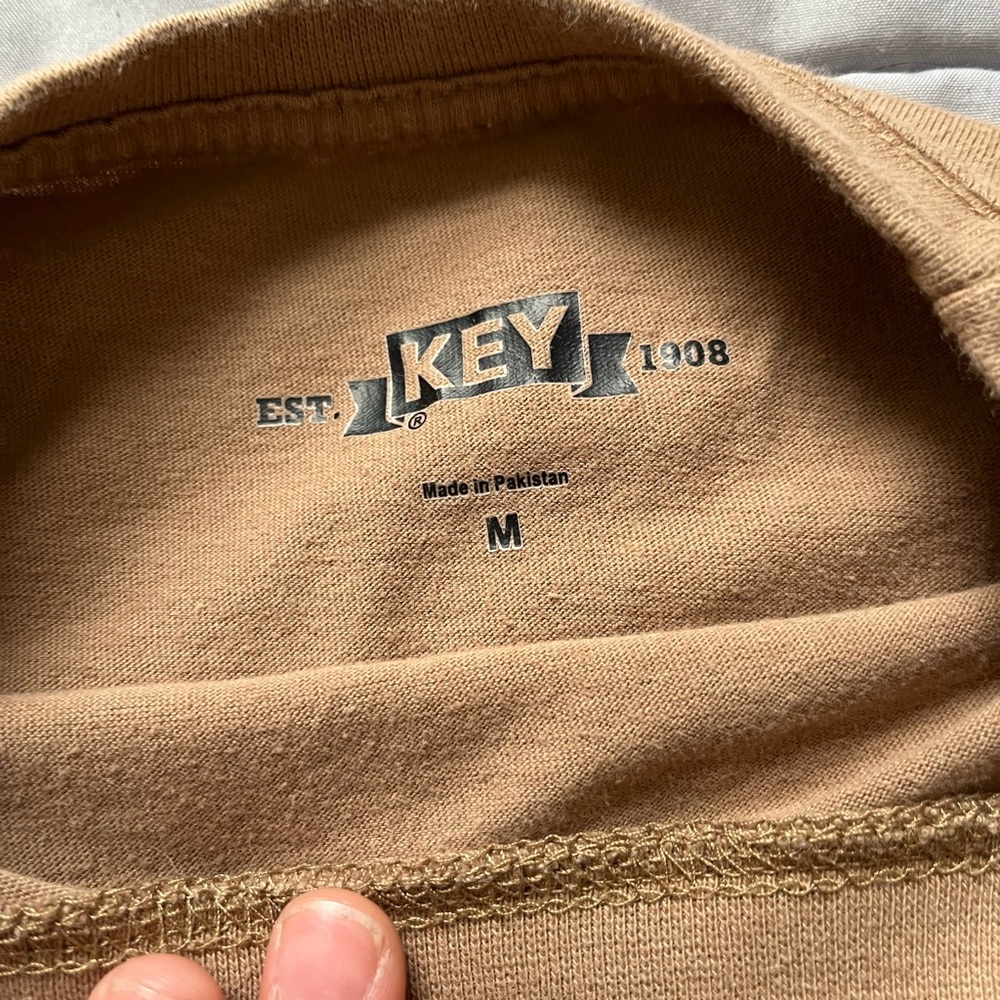 EST. KEY® 1908
Made in Pakistan
M